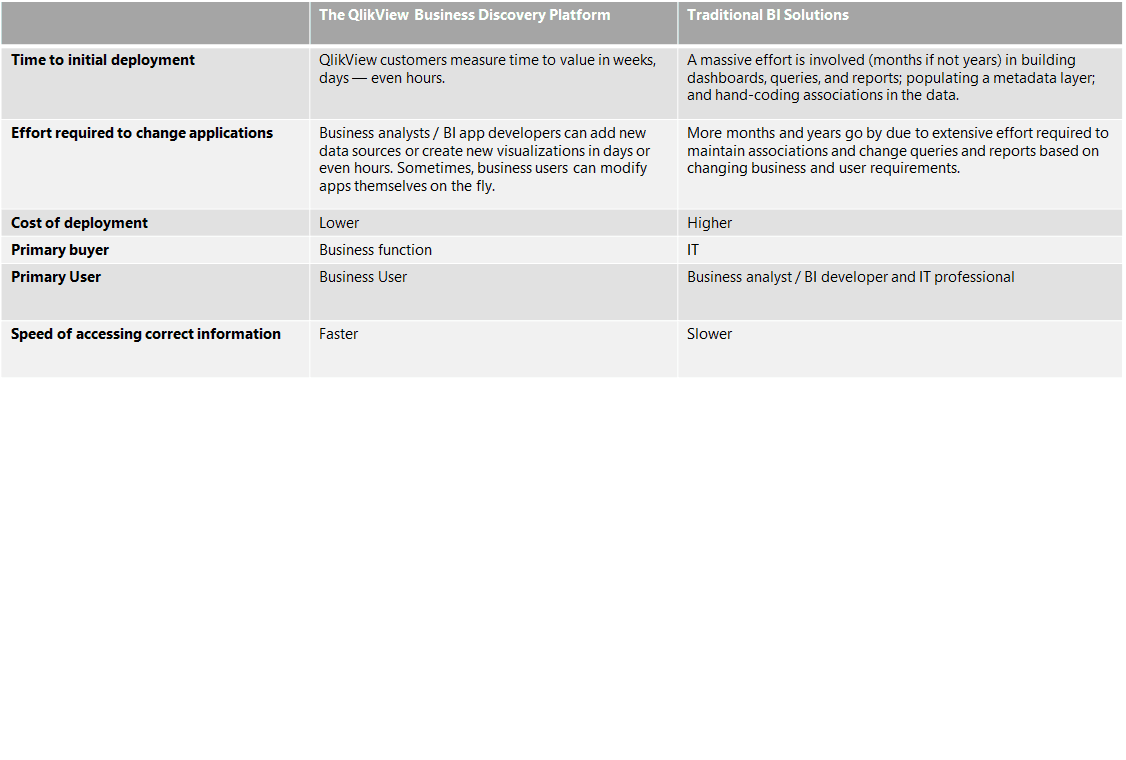 The QlikView Business Discovery Platform
Traditional BI Solutions
Time to initial deployment
QlikView customers measure time to value in weeks,
days — even hours.
A massive effort is involved (months if not years) in building
dashboards, queries, and reports; populating a metadata layer;
and hand-coding associations in the data.
Effort required to change applications
Business analysts / BI app developers can add new
data sources or create new visualizations in days or
even hours. Sometimes, business users can modify
apps themselves on the fly.
More months and years go by due to extensive effort required to
maintain associations and change queries and reports based on
changing business and user requirements.
Cost of deployment
Lower
Higher
Primary buyer
Business function
IT
Primary User
Business User
Business analyst / BI developer and IT professional
Speed of accessing correct information
Faster
Slower